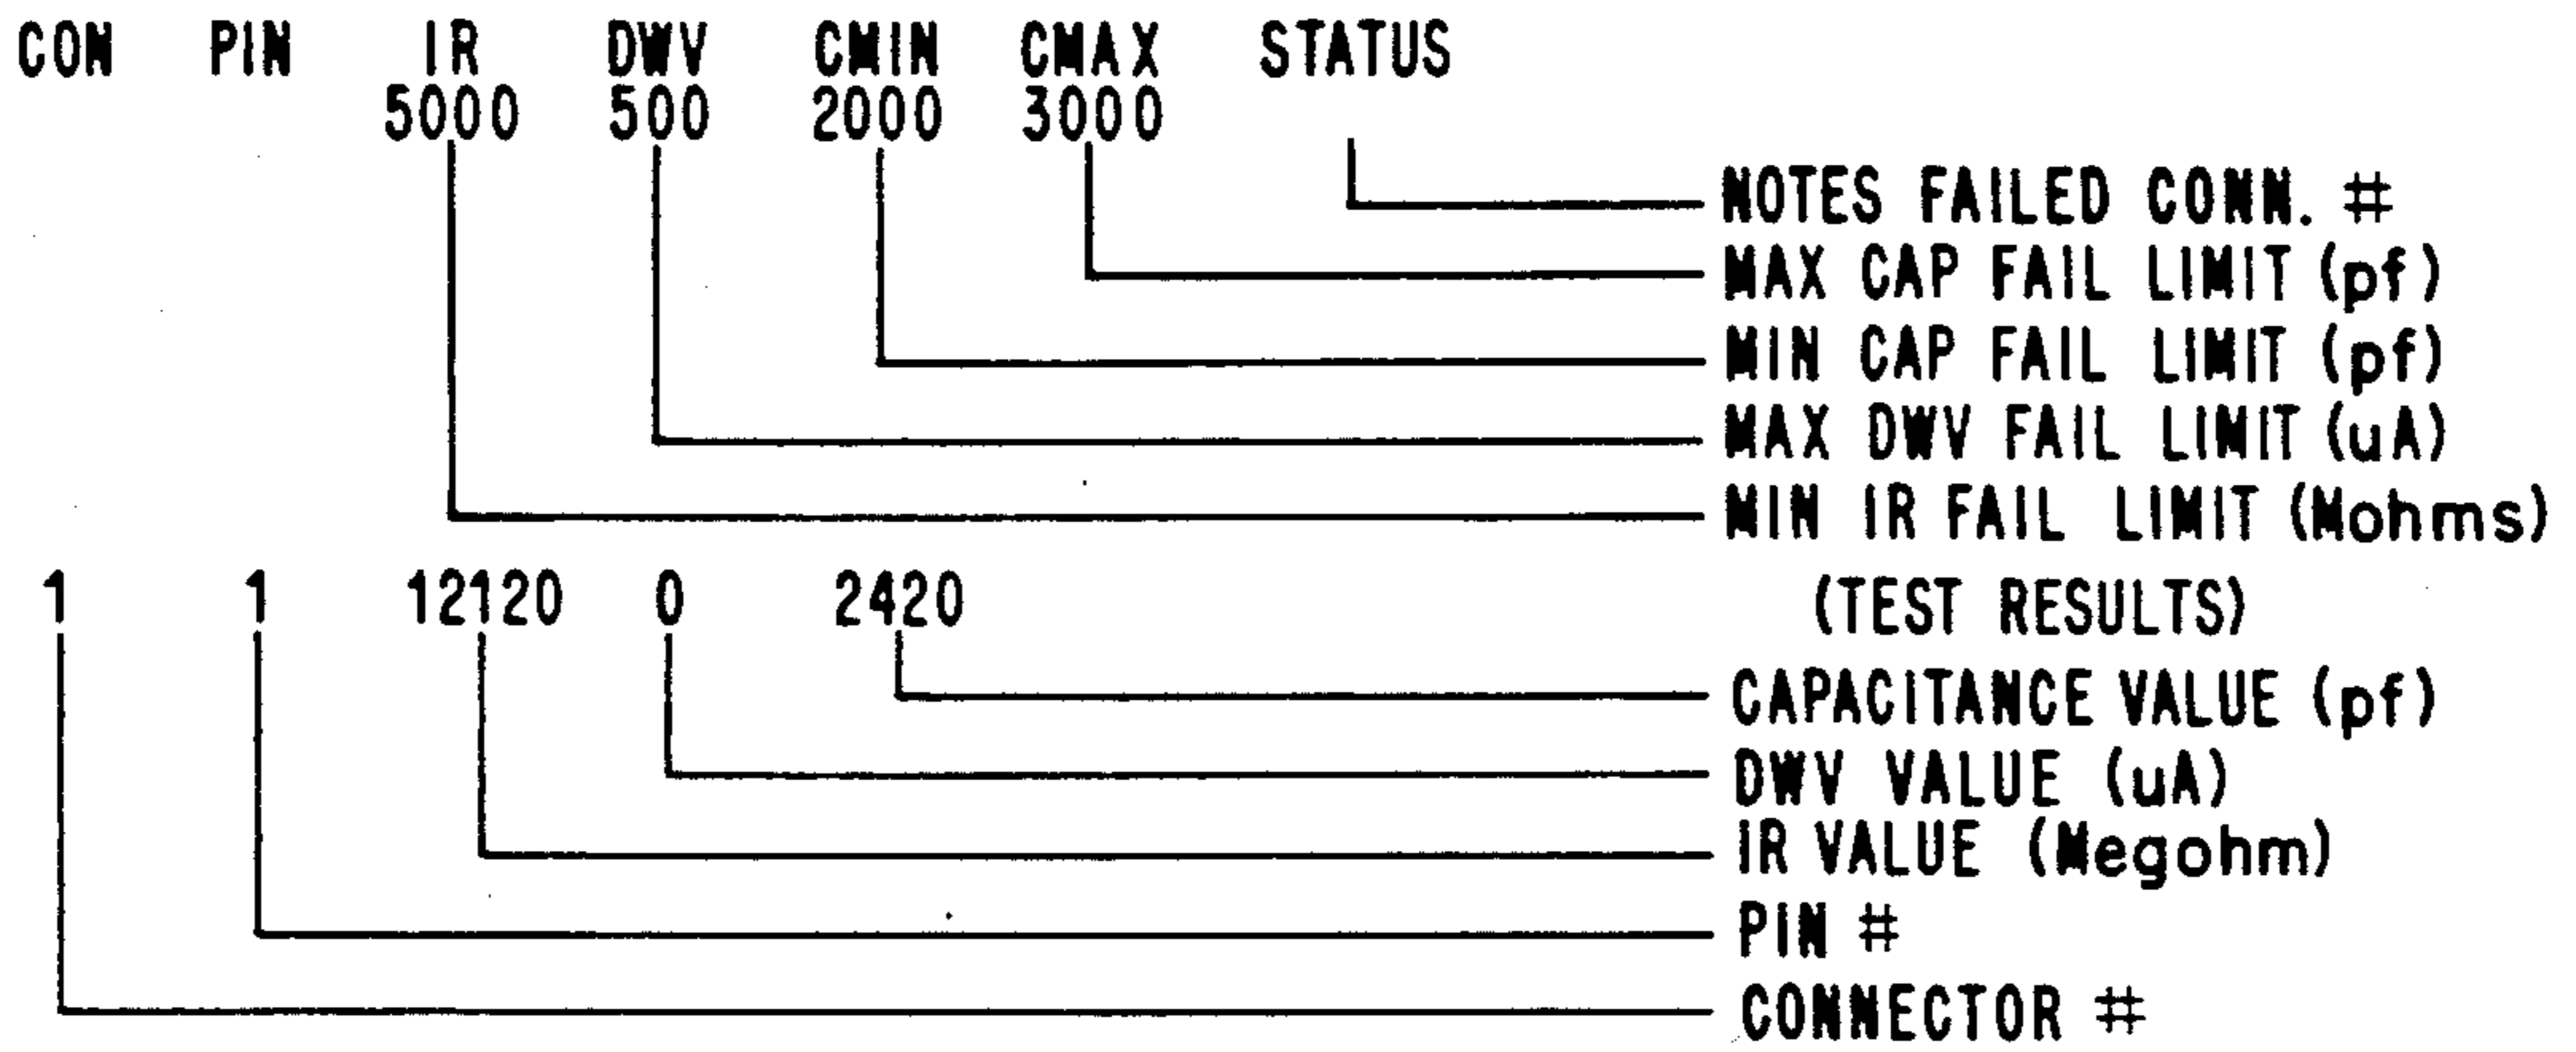 CON PIN IR DWV CMIN CMAX STATUS
5000 500 2000 3000
NOTES FAILED CONN. #
MAX CAP FAIL LIMIT (pf)
MIN CAP FAIL LIMIT (pf)
MAX DWV FAIL LIMIT (uA)
MIN IR FAIL LIMIT (Mohms)
1 1 12120 0 2420 (TEST RESULTS)
CAPACITANCE VALUE (pf)
DWV VALUE (uA)
IR VALUE (Megohm)
PIN #
CONNECTOR #